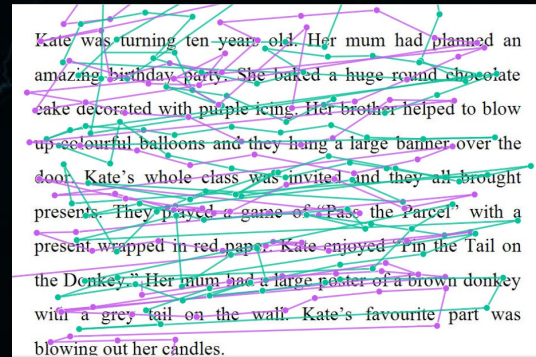 Kate was turning ten years old. Her mum had planned an
amazing birthday party. She baked a huge round chocolate
cake decorated with purple icing. Her brother helped to blow
up colourful balloons and they hung a large banner over the
door. Kate’s whole class was invited and they all brought
presents. They played a game of “Pass the Parcel” with a
present wrapped in red paper. Kate enjoyed “Pin the Tail on
the Donkey.” Her mum had a large poster of a brown donkey
with a grey tail on the wall. Kate’s favourite part was
blowing out her candles.